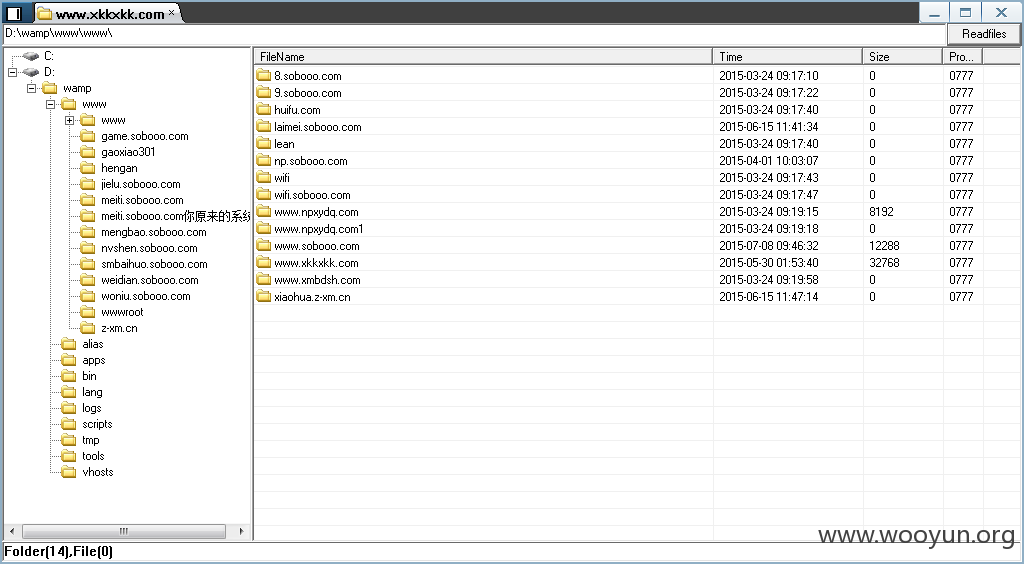 www.xkkxkk.com
D:\wamp\www\www\
Readfiles
C:
D:
wamp
www
www
game.sobooo.com
gaoxiao301
hengan
jielu.sobooo.com
meiti.sobooo.com
meiti.sobooo.com你原来的系统
mengbao.sobooo.com
nvshen.sobooo.com
smbaihuo.sobooo.com
weidian.sobooo.com
woniu.sobooo.com
wwwroot
z-xm.cn
alias
apps
bin
lang
logs
scripts
tmp
tools
vhosts
FileName Time Size Pro...
8.sobooo.com 2015-03-24 09:17:10 0 0777
9.sobooo.com 2015-03-24 09:17:22 0 0777
huifu.com 2015-03-24 09:17:40 0 0777
laimei.sobooo.com 2015-06-15 11:41:34 0 0777
lean 2015-03-24 09:17:40 0 0777
np.sobooo.com 2015-04-01 10:03:07 0 0777
wifi 2015-03-24 09:17:43 0 0777
wifi.sobooo.com 2015-03-24 09:17:47 0 0777
www.npxydq.com 2015-03-24 09:19:15 8192 0777
www.npxydq.com1 2015-03-24 09:19:18 0 0777
www.sobooo.com 2015-07-08 09:46:32 12288 0777
www.xkkxkk.com 2015-05-30 01:53:40 32768 0777
www.xmbdsh.com 2015-03-24 09:19:58 0 0777
xiaohua.z-xm.cn 2015-06-15 11:47:14 0 0777
www.wooyun.org
Folder(14),File(0)